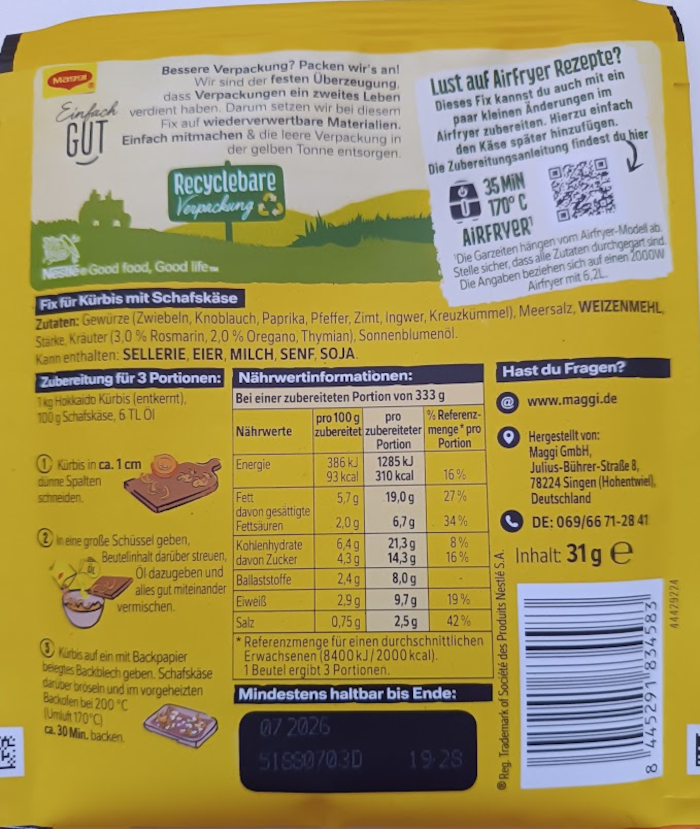 Maggi
Einfach
GUT
Bessere Verpackung? Packen wir's an!
Wir sind der festen Überzeugung,
dass Verpackungen ein zweites Leben
verdient haben. Darum setzen wir bei diesem
Fix auf wiederverwertbare Materialien.
Einfach mitmachen & die leere Verpackung in
der gelben Tonne entsorgen.
Recyclebare
Verpackung
Nestlé Good food, Good life™
Lust auf Airfryer Rezepte?
Dieses Fix kannst du auch mit ein
paar kleinen Änderungen im
Airfryer zubereiten. Hierzu einfach
den Käse später hinzufügen.
Die Zubereitungsanleitung findest du hier
35 MIN
170° C
AIRFRYER¹
¹Die Garzeiten hängen vom Airfryer-Modell ab.
Stelle sicher, dass alle Zutaten durchgegart sind.
Die Angaben beziehen sich auf einen 2000W
Airfryer mit 6,2L.
Fix für Kürbis mit Schafskäse
Zutaten: Gewürze (Zwiebeln, Knoblauch, Paprika, Pfeffer, Zimt, Ingwer, Kreuzkümmel), Meersalz, WEIZENMEHL,
Stärke, Kräuter (3,0 % Rosmarin, 2,0 % Oregano, Thymian), Sonnenblumenöl.
Kann enthalten: SELLERIE, EIER, MILCH, SENF, SOJA.
Zubereitung für 3 Portionen:
1 kg Hokkaido Kürbis (entkernt),
100 g Schafskäse, 6 TL Öl
1 Kürbis in ca. 1 cm
dünne Spalten
schneiden.
2 In eine große Schüssel geben,
Beutelinhalt darüber streuen,
Öl dazugeben und
alles gut miteinander
vermischen.
ÖL
3 Kürbis auf ein mit Backpapier
belegtes Backblech geben. Schafskäse
darüber bröseln und im vorgeheizten
Backofen bei 200 °C
(Umluft 170°C)
ca. 30 Min. backen.
Nährwertinformationen:
Bei einer zubereiteten Portion von 333 g
Nährwerte pro 100 g zubereitet pro zubereiteter Portion % Referenz-menge* pro Portion
Energie 386 kJ 1285 kJ
93 kcal 310 kcal 16 %
Fett 5,7 g 19,0 g 27 %
davon gesättigte
Fettsäuren 2,0 g 6,7 g 34 %
Kohlenhydrate 6,4 g 21,3 g 8 %
davon Zucker 4,3 g 14,3 g 16 %
Ballaststoffe 2,4 g 8,0 g -
Eiweiß 2,9 g 9,7 g 19 %
Salz 0,75 g 2,5 g 42 %
* Referenzmenge für einen durchschnittlichen
Erwachsenen (8400 kJ / 2000 kcal).
1 Beutel ergibt 3 Portionen.
Mindestens haltbar bis Ende:
07 2026
51880703D 19:28
Hast du Fragen?
@ www.maggi.de
Hergestellt von:
Maggi GmbH,
Julius-Bührer-Straße 8,
78224 Singen (Hohentwiel),
Deutschland
DE: 069/66 71-28 41
Inhalt: 31 g e
® Reg. Trademark of Société des Produits Nestlé S.A.
8 445291 834583
44429224